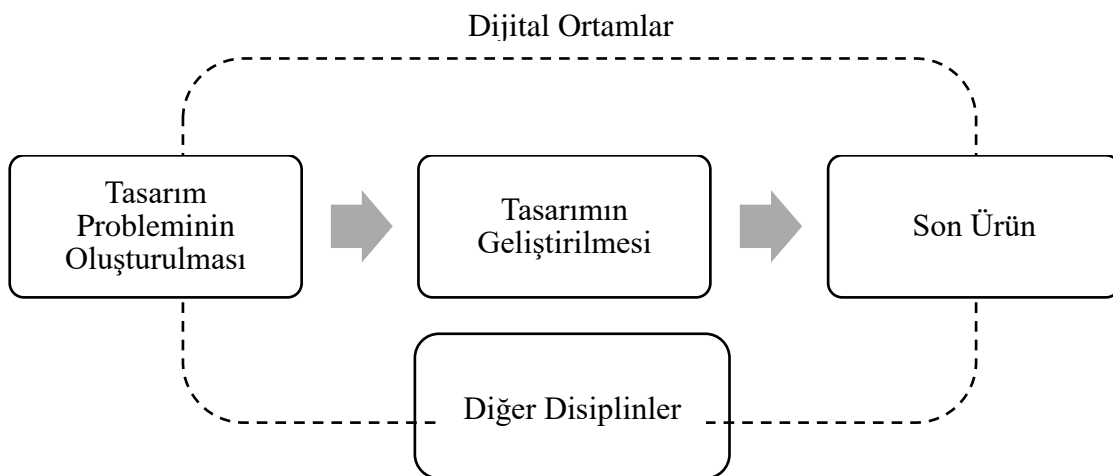 Dijital Ortamlar
Tasarım
Probleminin
Oluşturulması
Tasarımın
Geliştirilmesi
Son Ürün
Diğer Disiplinler